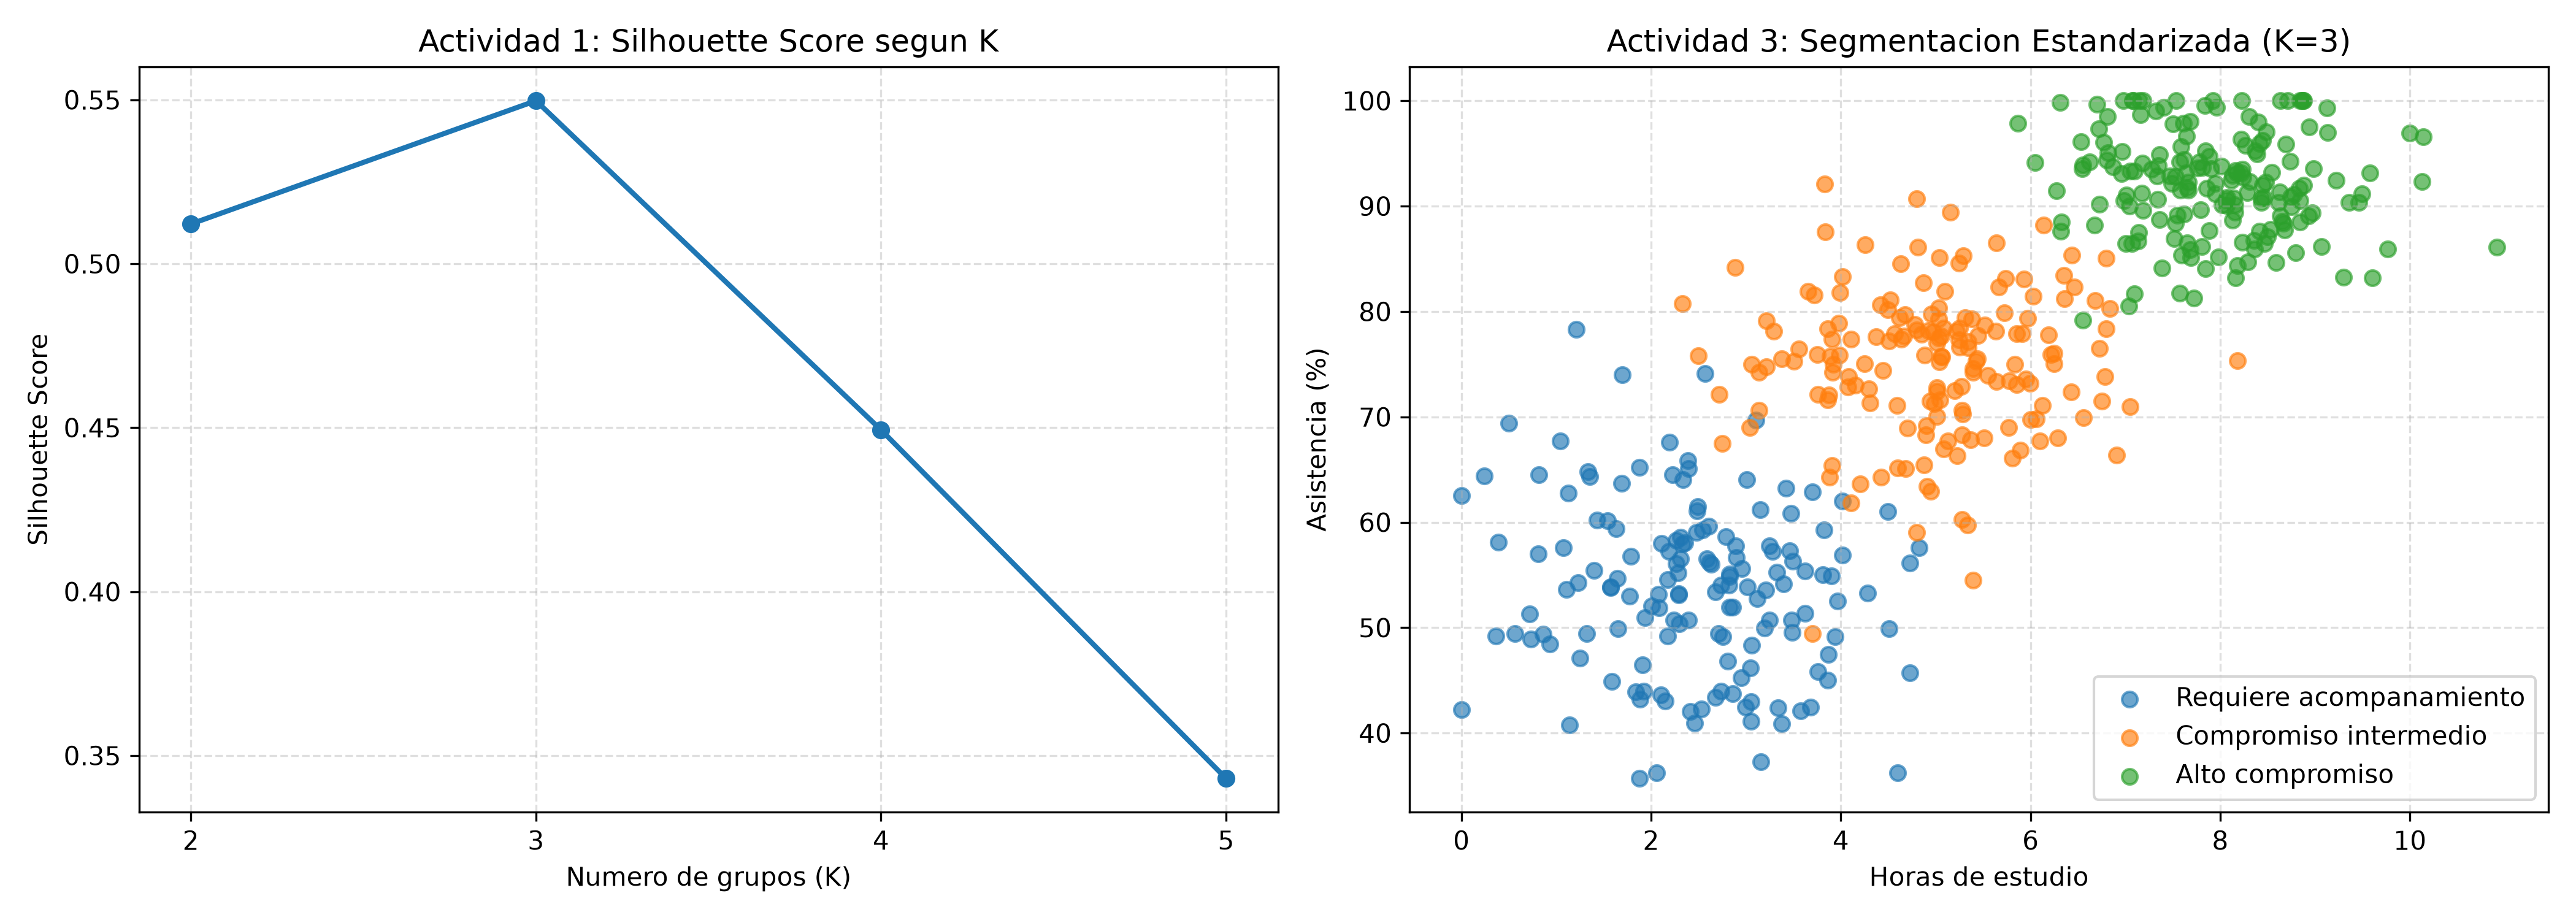 Actividad 1: Silhouette Score segun K
Silhouette Score
0.55
0.50
0.45
0.40
0.35
2 3 4 5
Numero de grupos (K)
Actividad 3: Segmentacion Estandarizada (K=3)
Asistencia (%)
100
90
80
70
60
50
40
0 2 4 6 8 10
Horas de estudio
Requiere acompanamiento
Compromiso intermedio
Alto compromiso